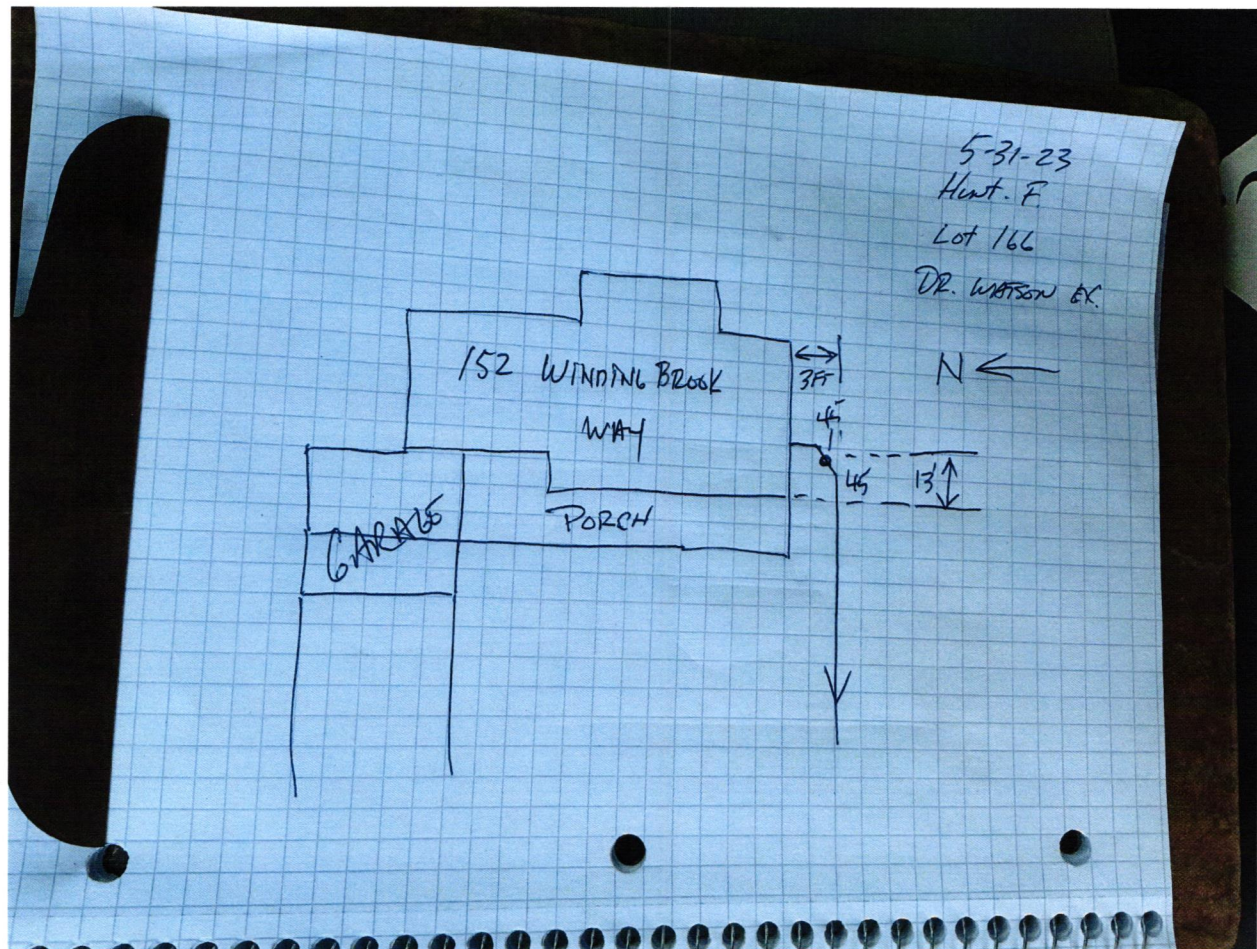 5-31-23
Hunt. F.
Lot 166
DR. WATSON EX.
152 WINDING BROOK
WAY
3FT
N
45
45
13'
PORCH
GARAGE